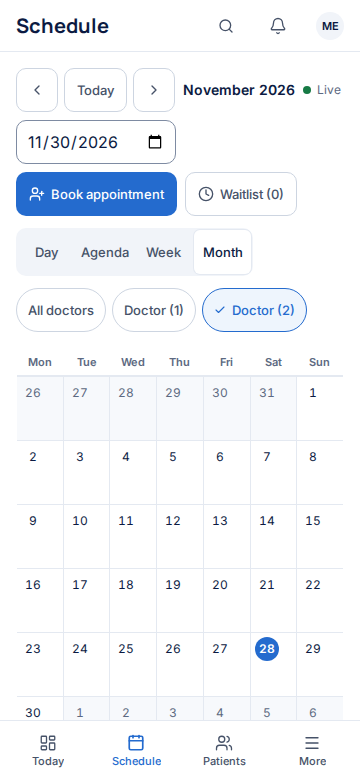 Schedule
ME
Today
November 2026
Live
11/30/2026
Book appointment
Waitlist (0)
Day Agenda Week Month
All doctors Doctor (1) Doctor (2)
Mon Tue Wed Thu Fri Sat Sun
26 27 28 29 30 31 1
2 3 4 5 6 7 8
9 10 11 12 13 14 15
16 17 18 19 20 21 22
23 24 25 26 27 28 29
30 1 2 3 4 5 6
Today Schedule Patients More